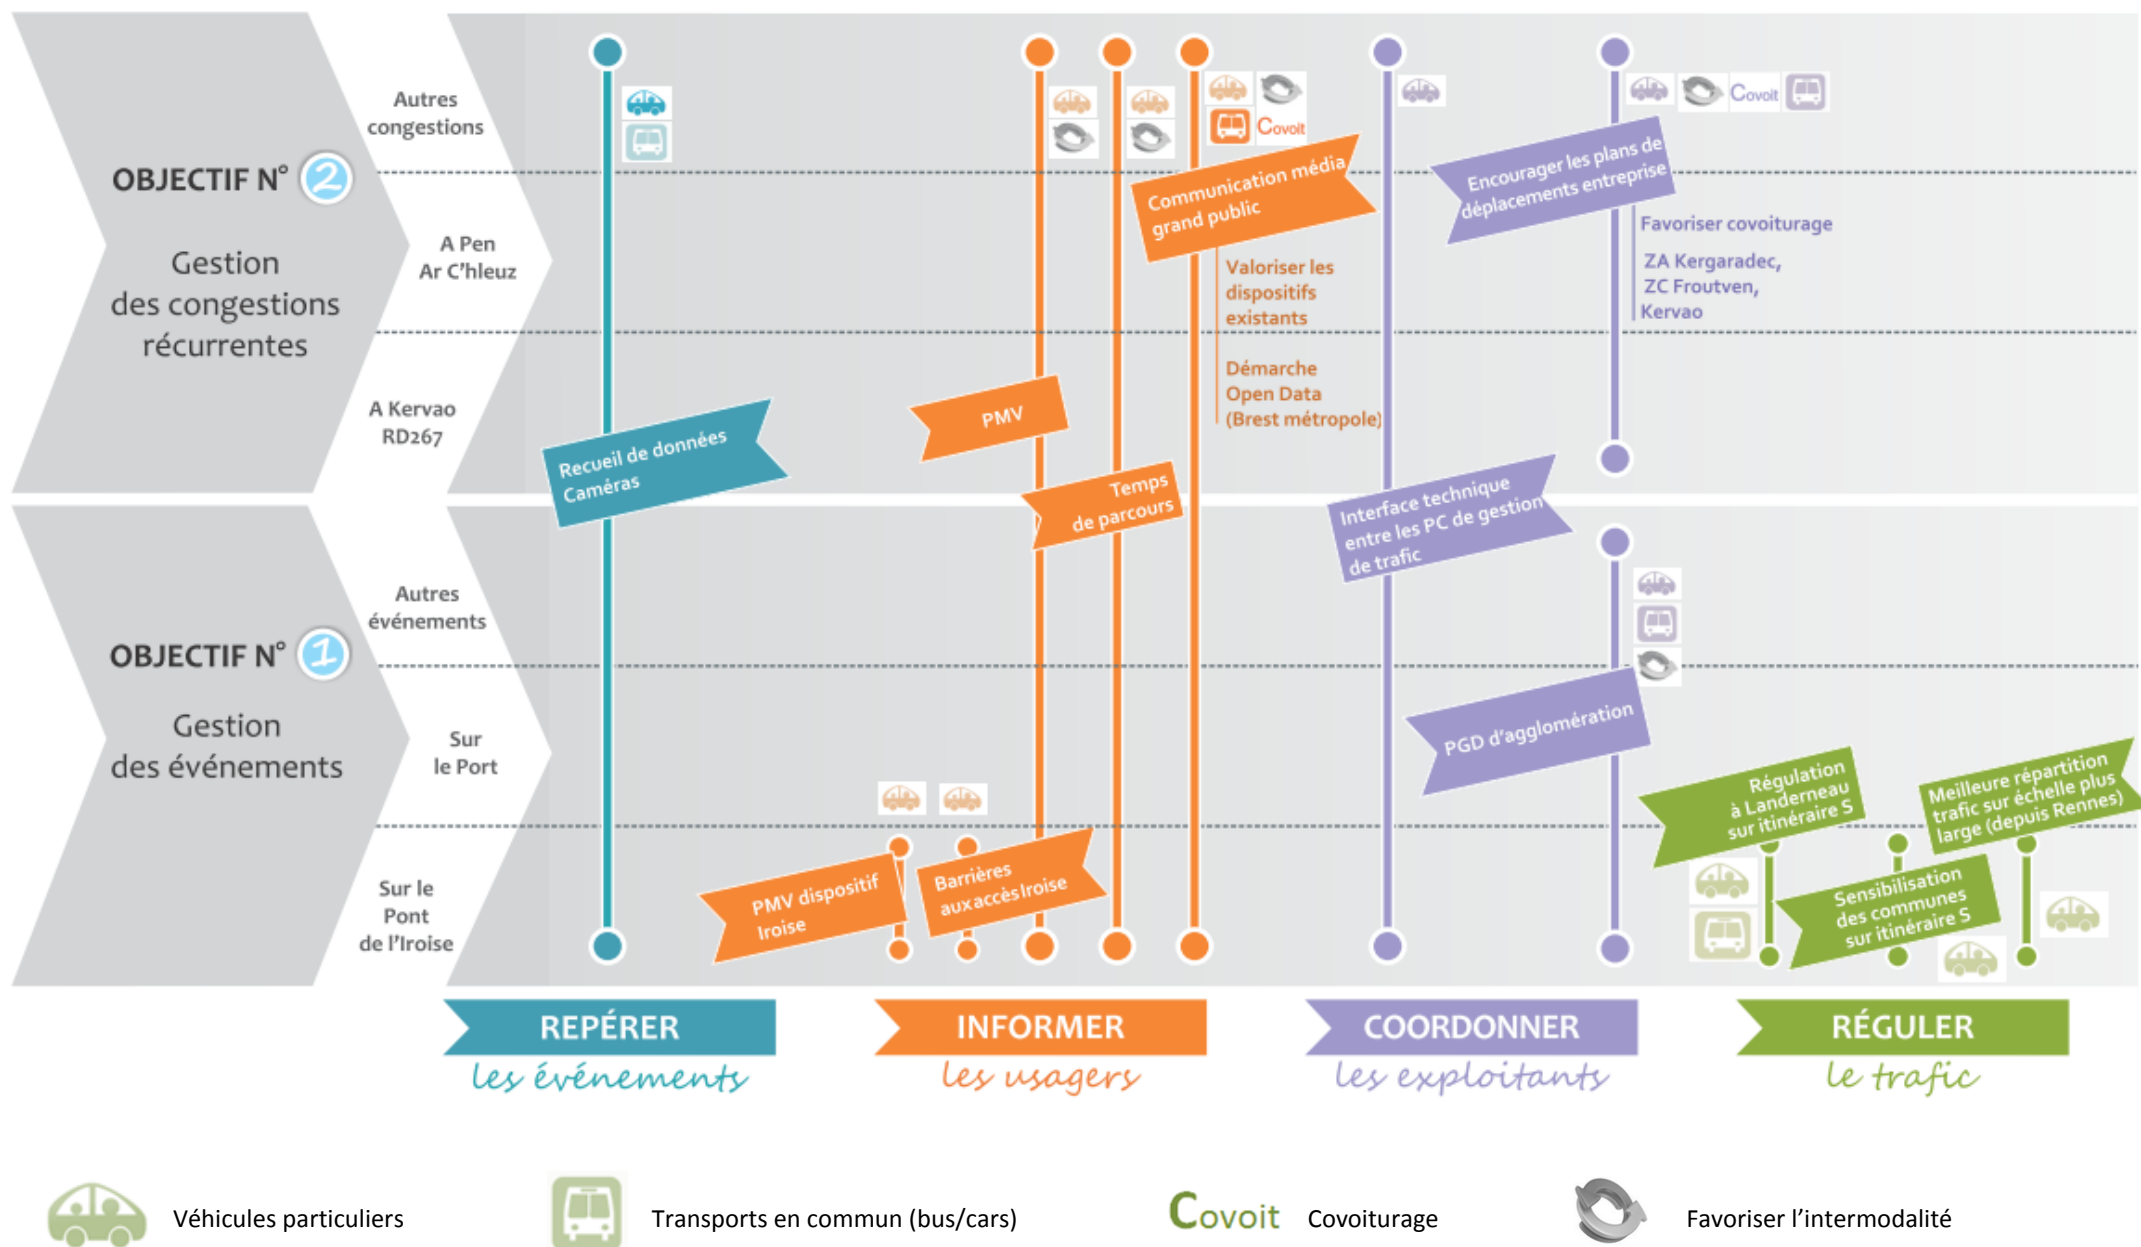 Autres
congestions
OBJECTIF N° 2
Gestion
des congestions
récurrentes
A Pen
Ar C'hleuz
A Kervao
RD267
Covoit
Covoit
Communication média
grand public
Valoriser les
dispositifs
existants
Démarche
Open Data
(Brest métropole)
Encourager les plans de
déplacements entreprise
Favoriser covoiturage
ZA Kergaradec,
ZC Froutven,
Kervao
Recueil de données
Caméras
PMV
Temps
de parcours
Interface technique
entre les PC de gestion
de trafic
Autres
événements
OBJECTIF N° 1
Gestion
des événements
Sur
le Port
Sur le
Pont
de l'Iroise
PGD d'agglomération
PMV dispositif
Iroise
Barrières
aux accès Iroise
Régulation
à Landerneau
sur itinéraire S
Sensibilisation
des communes
sur itinéraire S
Meilleure répartition
trafic sur échelle plus
large (depuis Rennes)
REPÉRER
les événements
INFORMER
les usagers
COORDONNER
les exploitants
RÉGULER
le trafic
Véhicules particuliers
Transports en commun (bus/cars)
Covoit Covoiturage
Favoriser l'intermodalité